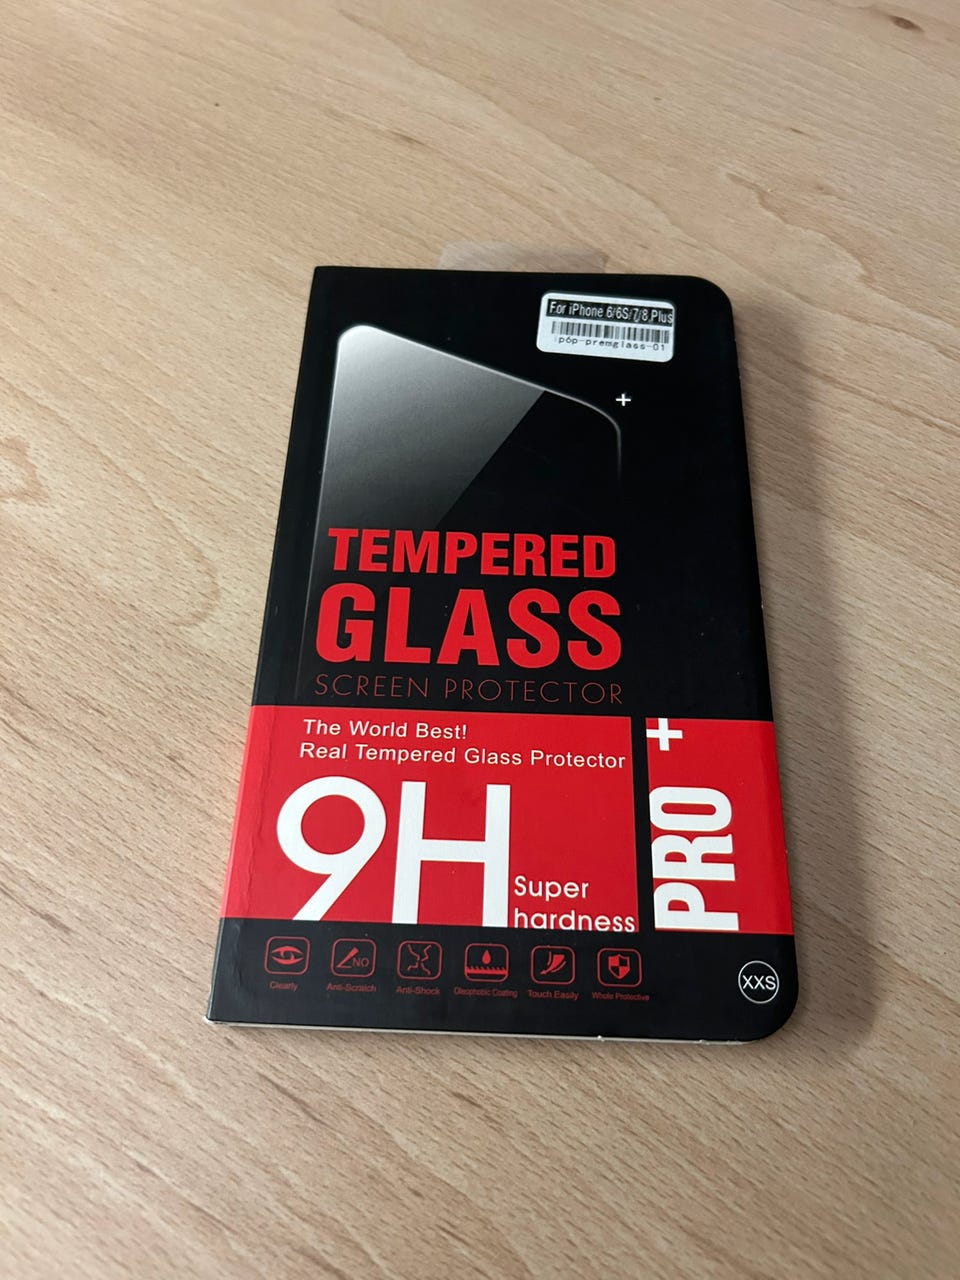 For iPhone 6/6S/7/8 Plus
ip6p-premglass-01
TEMPERED
GLASS
SCREEN PROTECTOR
The World Best!
Real Tempered Glass Protector
9H
Super
hardness
PRO+
NO
Clearly
Anti-Scratch
Anti-Shock
Oleophobic Coating
Touch Easily
Whole Protective
XXS